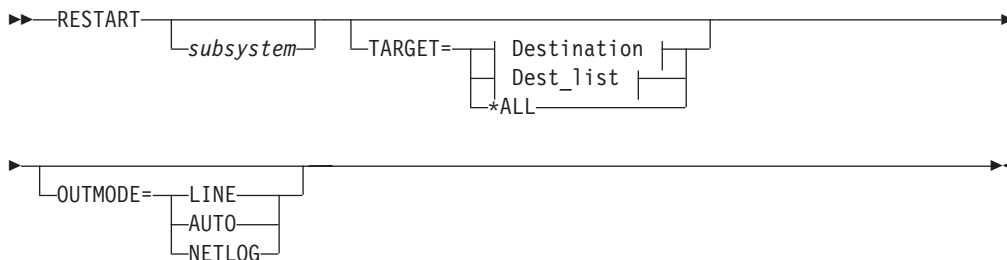 RESTART
subsystem
TARGET= Destination
Dest_list
*ALL
OUTMODE= LINE
AUTO
NETLOG